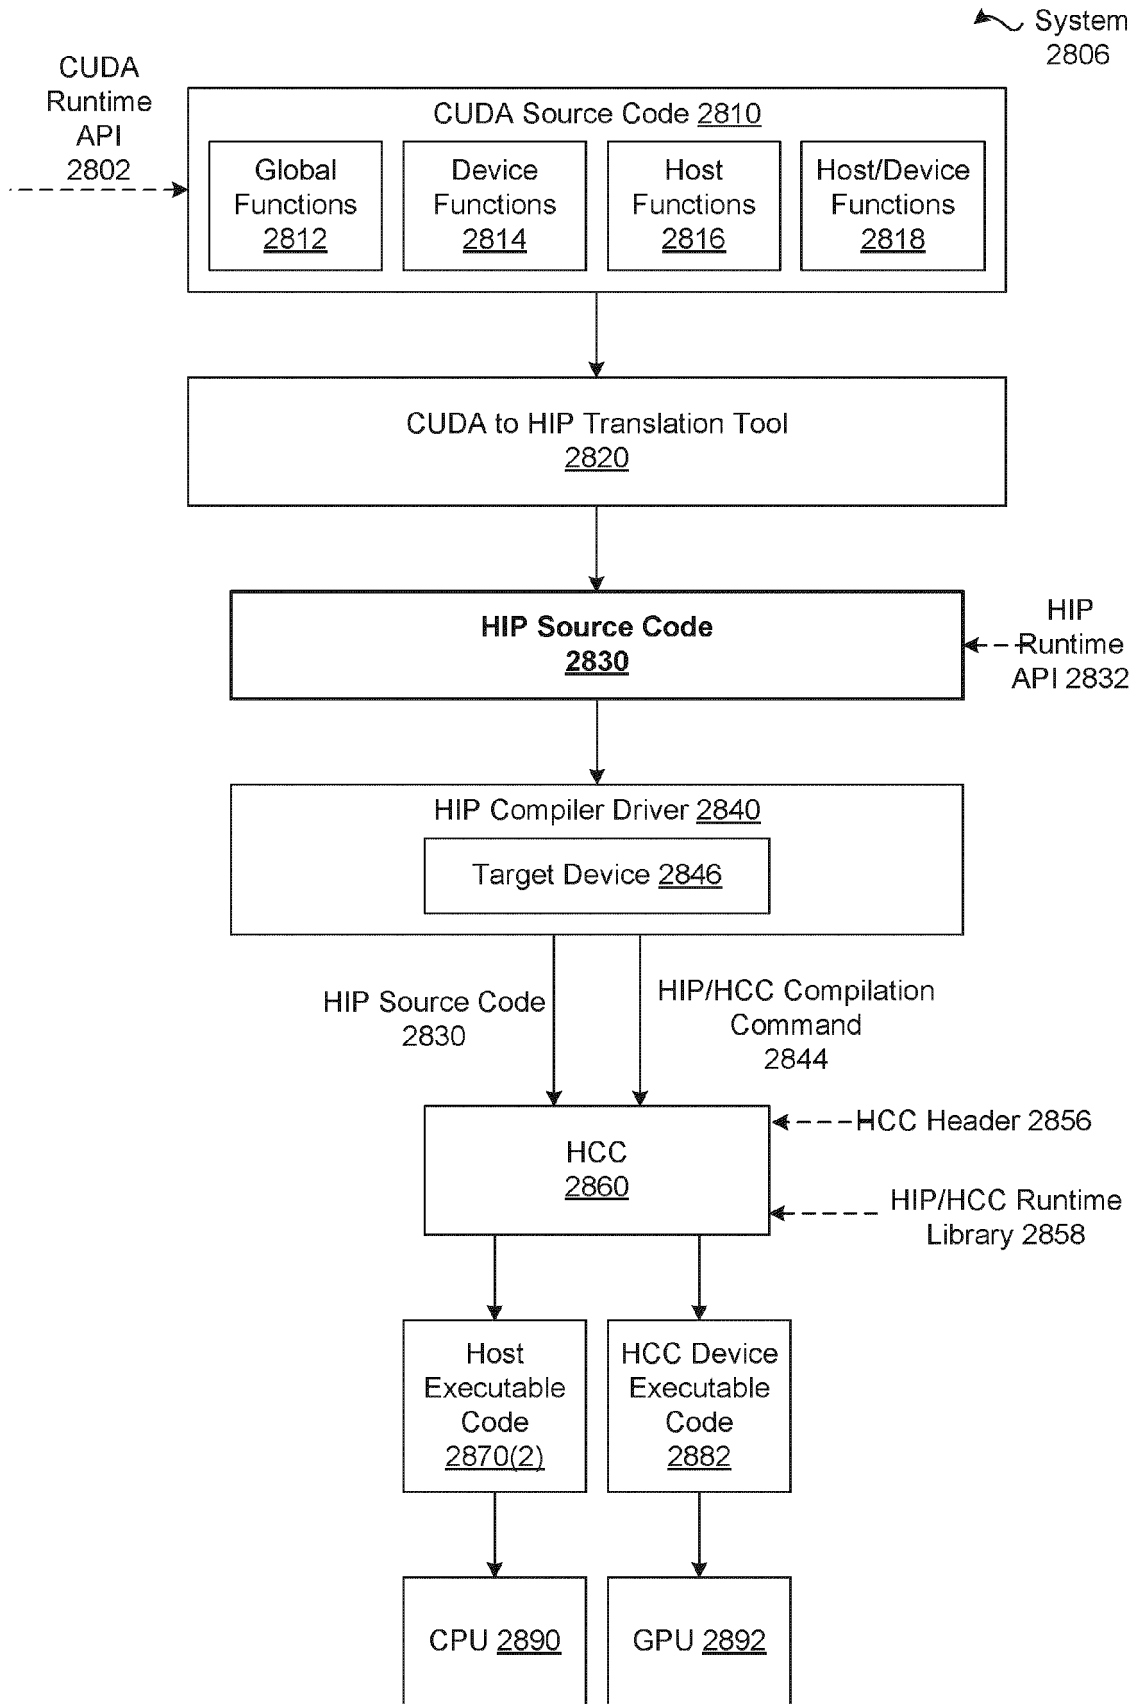 System
2806
CUDA
Runtime
API
2802
CUDA Source Code 2810
Global
Functions
2812
Device
Functions
2814
Host
Functions
2816
Host/Device
Functions
2818
CUDA to HIP Translation Tool
2820
HIP Source Code
2830
HIP
Runtime
API 2832
HIP Compiler Driver 2840
Target Device 2846
HIP Source Code
2830
HIP/HCC Compilation
Command
2844
HCC
2860
HCC Header 2856
HIP/HCC Runtime
Library 2858
Host
Executable
Code
2870(2)
HCC Device
Executable
Code
2882
CPU 2890
GPU 2892